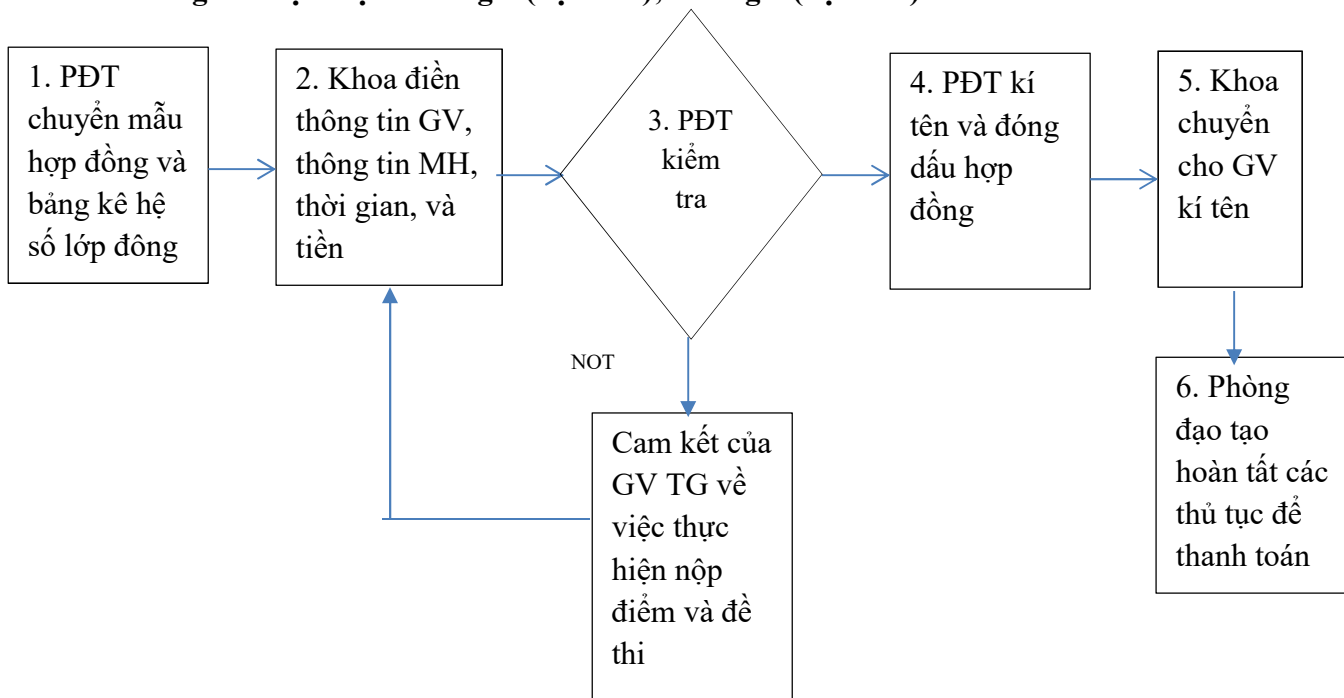 1. PĐT
chuyển mẫu
hợp đồng và
bảng kê hệ
số lớp đông
2. Khoa điền
thông tin GV,
thông tin MH,
thời gian, và
tiền
3. PĐT
kiểm
tra
4. PĐT kí
tên và đóng
dấu hợp
đồng
5. Khoa
chuyển
cho GV
kí tên
NOT
Cam kết của
GV TG về
việc thực
hiện nộp
điểm và đề
thi
6. Phòng
đạo tạo
hoàn tất các
thủ tục để
thanh toán